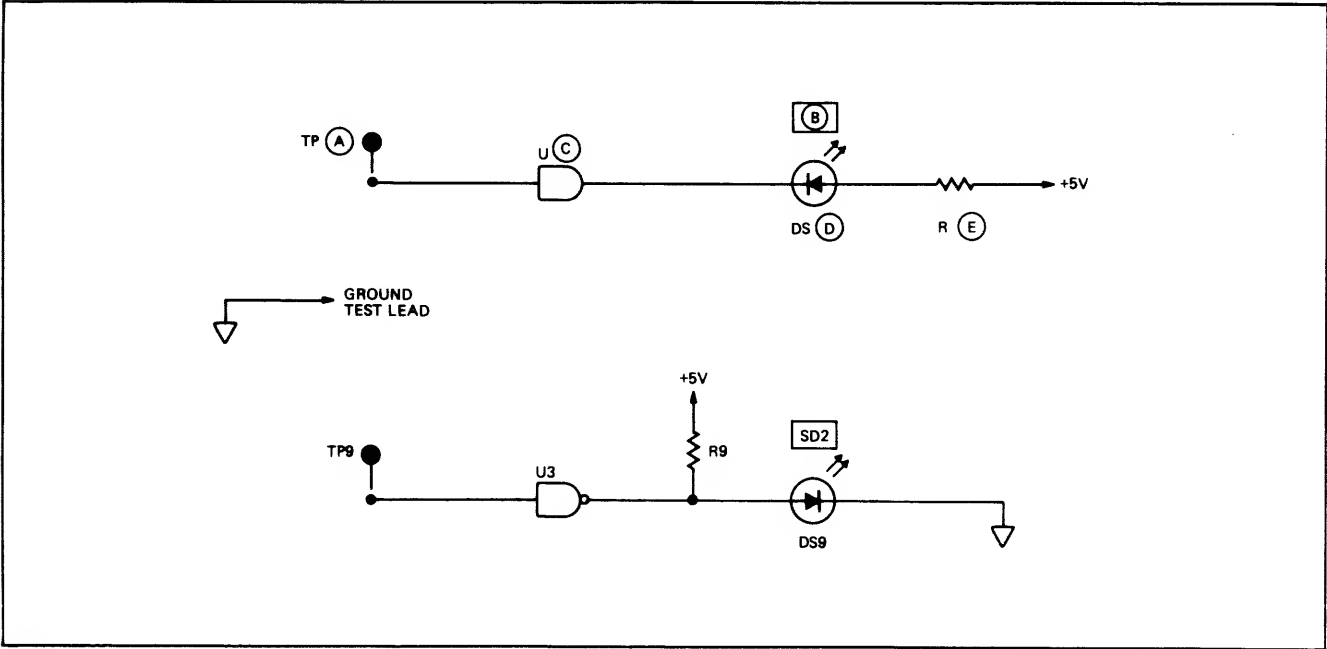 B
TP A
U C
+5V
DS D
R E
GROUND
TEST LEAD
+5V
SD2
TP9
R9
U3
DS9